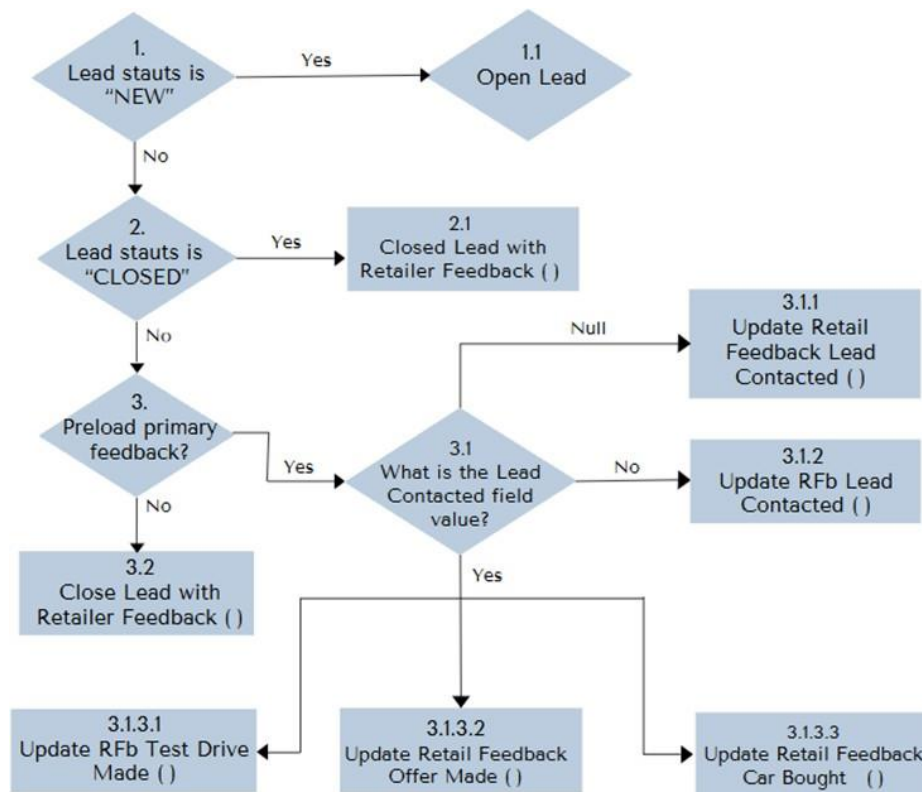 1.
Lead stauts is
“NEW”
Yes
1.1
Open Lead
No
2.
Lead stauts is
“CLOSED”
Yes
2.1
Closed Lead with
Retailer Feedback ( )
No
3.
Preload primary
feedback?
Yes
3.1
What is the Lead
Contacted field
value?
Null
3.1.1
Update Retail
Feedback Lead
Contacted ( )
No
3.1.2
Update RFb Lead
Contacted ( )
No
3.2
Close Lead with
Retailer Feedback ( )
Yes
3.1.3.1
Update RFb Test Drive
Made ( )
3.1.3.2
Update Retail Feedback
Offer Made ( )
3.1.3.3
Update Retail Feedback
Car Bought ( )